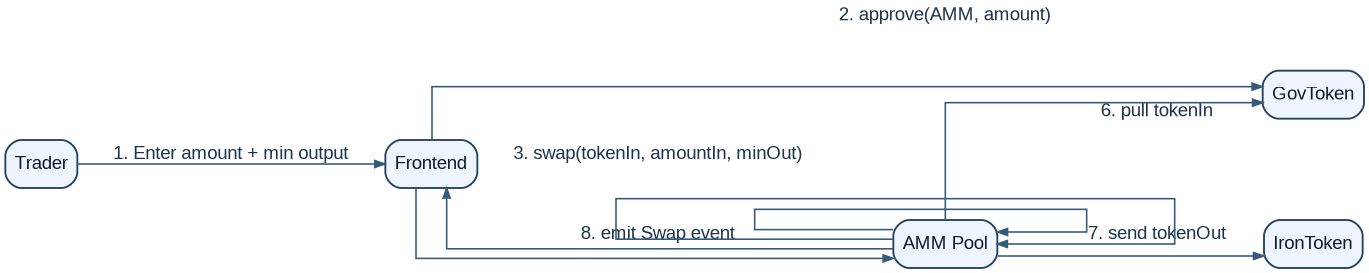 2. approve(AMM, amount)
GovToken
6. pull tokenIn
Trader
1. Enter amount + min output
Frontend
3. swap(tokenIn, amountIn, minOut)
8. emit Swap event
AMM Pool
7. send tokenOut
IronToken